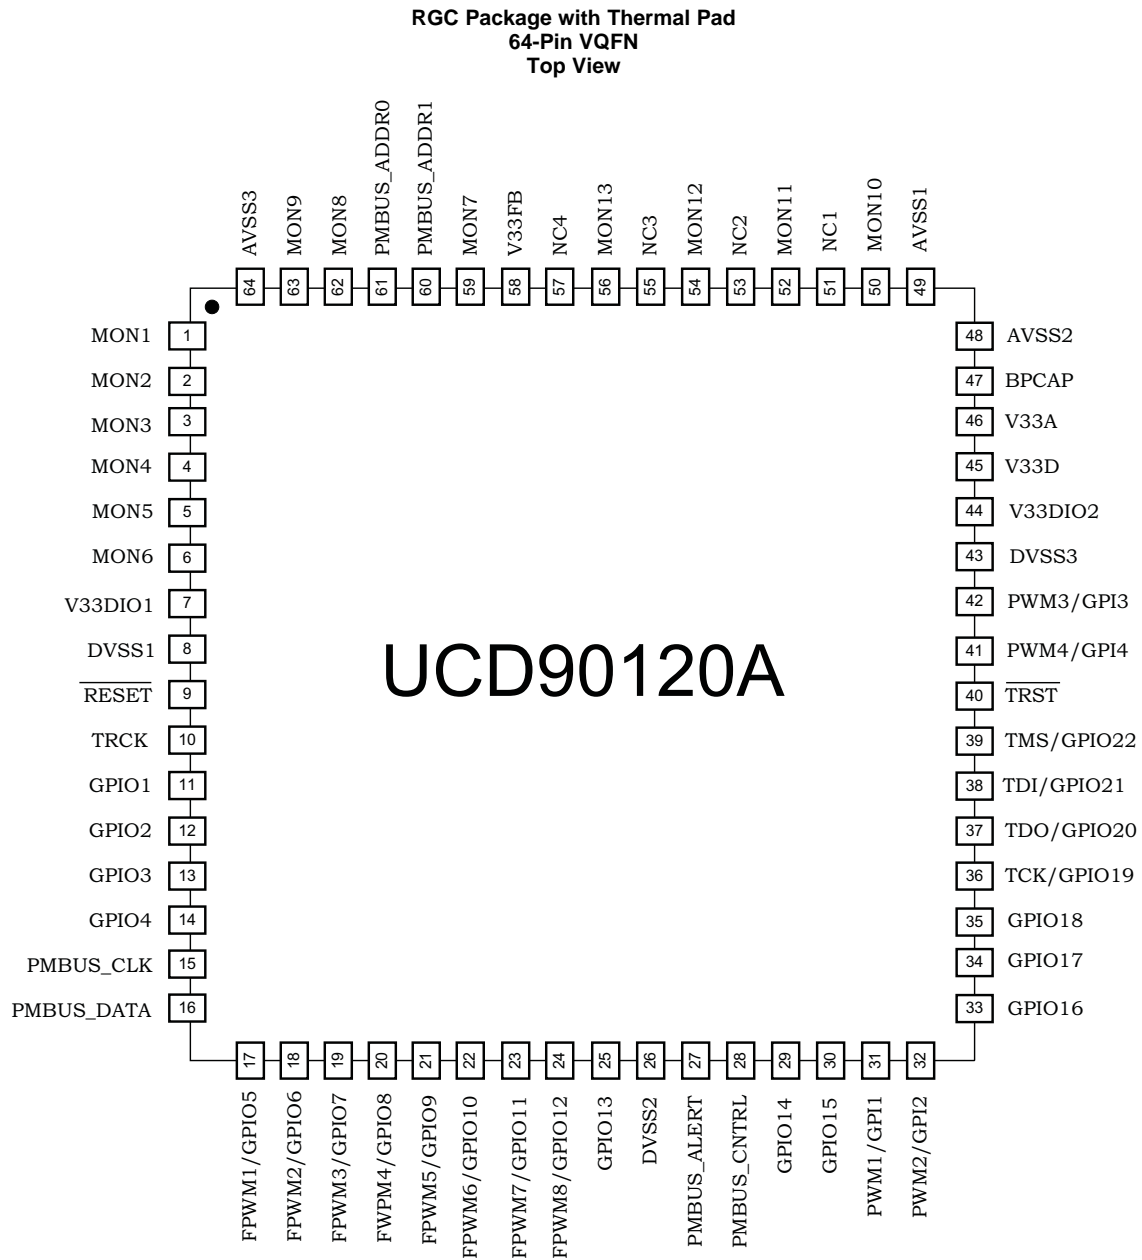 RGC Package with Thermal Pad
64-Pin VQFN
Top View
AVSS3
MON9
MON8
PMBUS_ADDR0
PMBUS_ADDR1
MON7
V33FB
NC4
MON13
NC3
MON12
NC2
MON11
NC1
MON10
AVSS1
64
63
62
61
60
59
58
57
56
55
54
53
52
51
50
49
MON1 1
MON2 2
MON3 3
MON4 4
MON5 5
MON6 6
V33DIO1 7
DVSS1 8
RESET 9
TRCK 10
GPIO1 11
GPIO2 12
GPIO3 13
GPIO4 14
PMBUS_CLK 15
PMBUS_DATA 16
UCD90120A
48 AVSS2
47 BPCAP
46 V33A
45 V33D
44 V33DIO2
43 DVSS3
42 PWM3/GPI3
41 PWM4/GPI4
40 TRST
39 TMS/GPIO22
38 TDI/GPIO21
37 TDO/GPIO20
36 TCK/GPIO19
35 GPIO18
34 GPIO17
33 GPIO16
17
18
19
20
21
22
23
24
25
26
27
28
29
30
31
32
FPWM1/GPIO5
FPWM2/GPIO6
FPWM3/GPIO7
FWPM4/GPIO8
FPWM5/GPIO9
FPWM6/GPIO10
FPWM7/GPIO11
FPWM8/GPIO12
GPIO13
DVSS2
PMBUS_ALERT
PMBUS_CNTRL
GPIO14
GPIO15
PWM1/GPI1
PWM2/GPI2